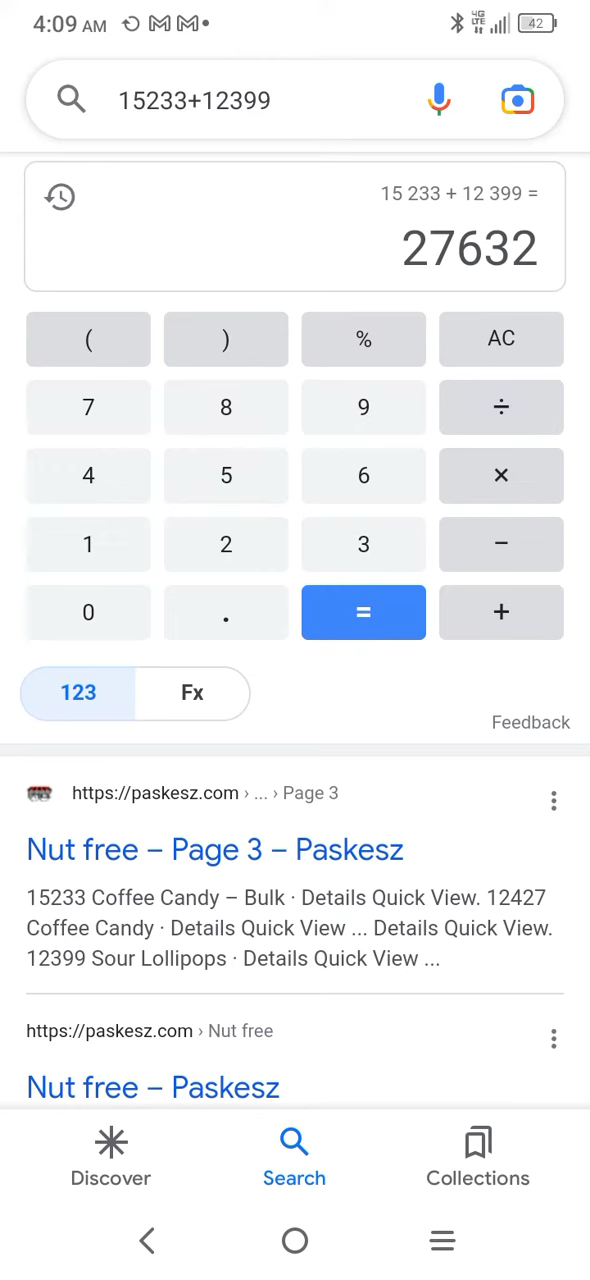 4:09 AM
4G LTE 42
15233+12399
15 233 + 12 399 =
27632
( ) % AC
7 8 9 ÷
4 5 6 ×
1 2 3 −
0 . = +
123 Fx
Feedback
https://paskesz.com › ... › Page 3
Nut free – Page 3 – Paskesz
15233 Coffee Candy – Bulk · Details Quick View. 12427
Coffee Candy · Details Quick View ... Details Quick View.
12399 Sour Lollipops · Details Quick View ...
https://paskesz.com › Nut free
Nut free – Paskesz
Discover Search Collections